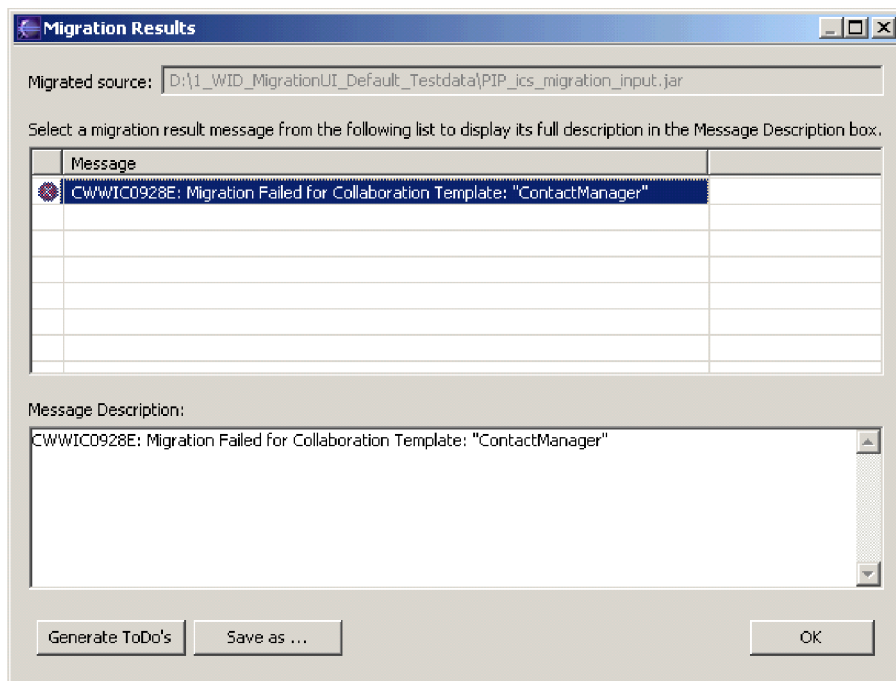 Migration Results
Migrated source: D:\1_WID_MigrationUI_Default_Testdata\PIP_ics_migration_input.jar
Select a migration result message from the following list to display its full description in the Message Description box.
Message
CWWIC0928E: Migration Failed for Collaboration Template: "ContactManager"
Message Description:
CWWIC0928E: Migration Failed for Collaboration Template: "ContactManager"
Generate ToDo's Save as ... OK